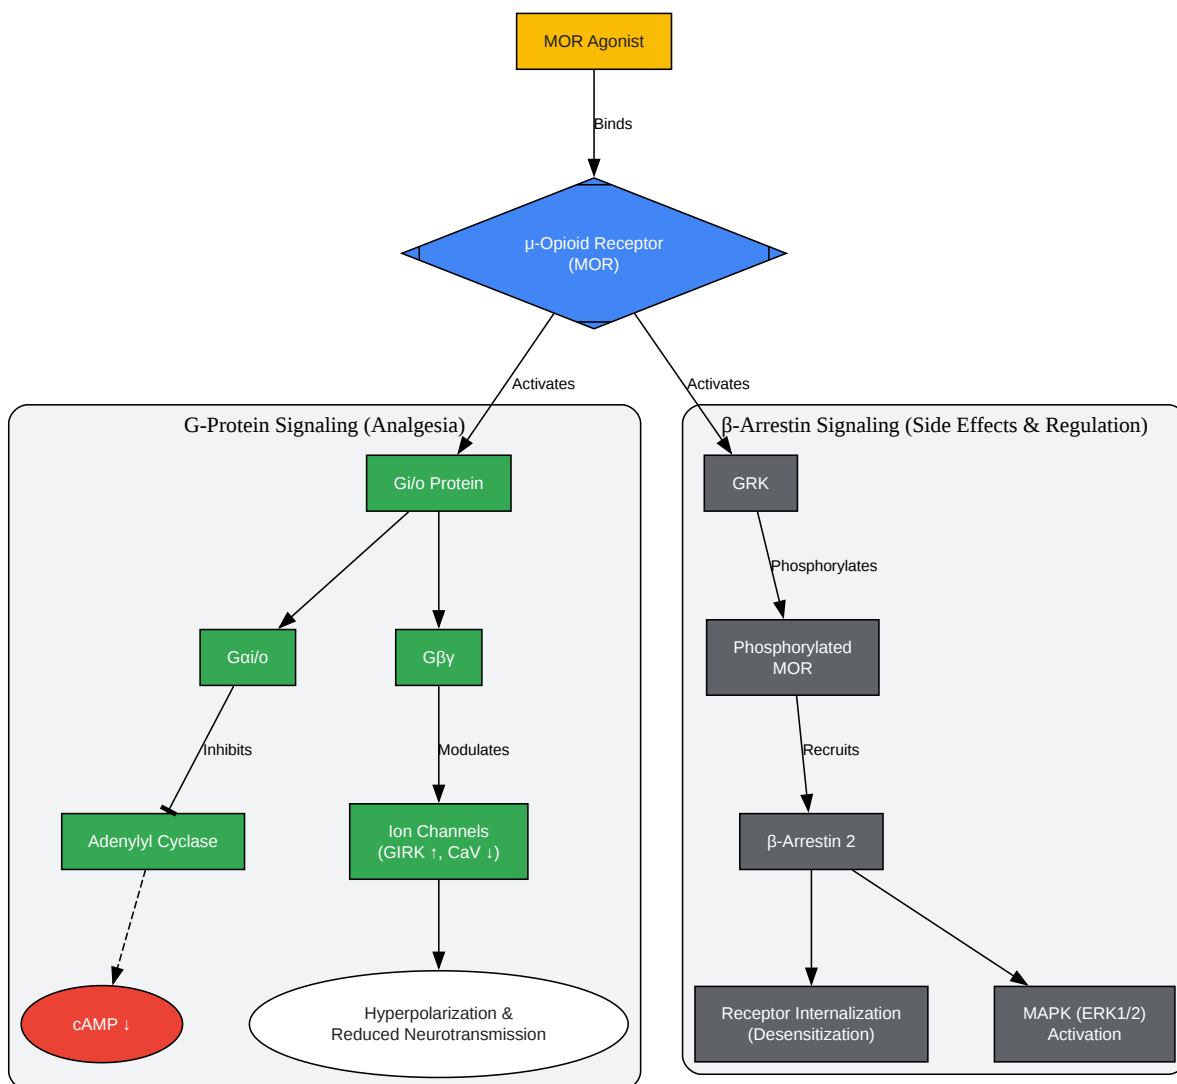 MOR Agonist
Binds
μ-Opioid Receptor
(MOR)
Activates
Activates
G-Protein Signaling (Analgesia)
β-Arrestin Signaling (Side Effects & Regulation)
Gi/o Protein
GRK
Phosphorylates
Gαi/o
Gβγ
Phosphorylated
MOR
Inhibits
Modulates
Recruits
Adenylyl Cyclase
Ion Channels
(GIRK ↑, CaV ↓)
β-Arrestin 2
cAMP ↓
Hyperpolarization &
Reduced Neurotransmission
Receptor Internalization
(Desensitization)
MAPK (ERK1/2)
Activation